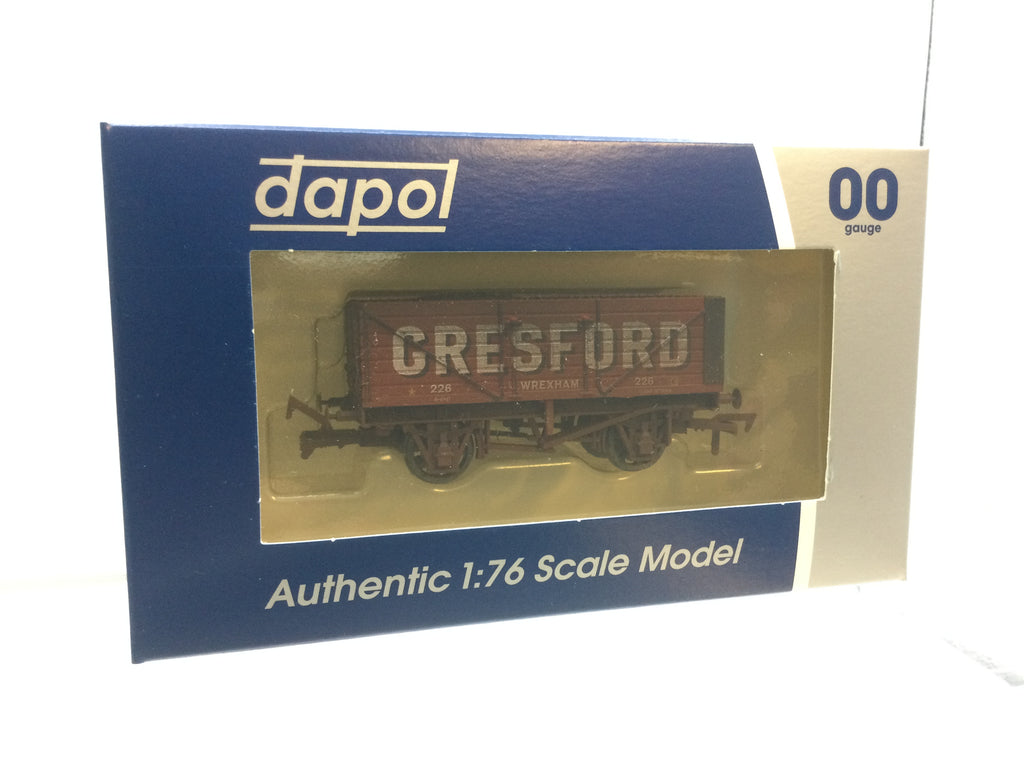 dapol
00
gauge
CRESFORD
226 WREXHAM 226
Authentic 1:76 Scale Model